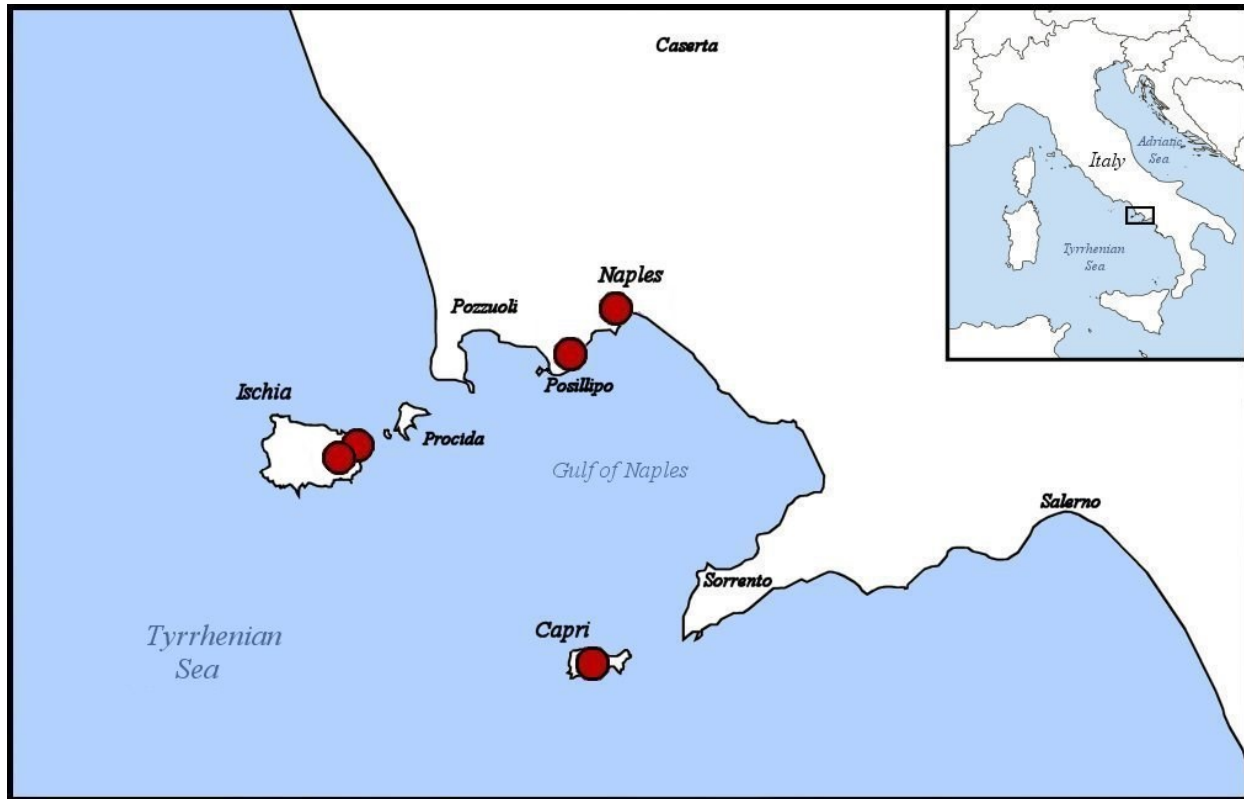 Caserta
Adriatic
Sea
Italy
Tyrrhenian
Sea
Naples
Pozzuoli
Posillipo
Ischia
Procida
Gulf of Naples
Salerno
Sorrento
Capri
Tyrrhenian
Sea